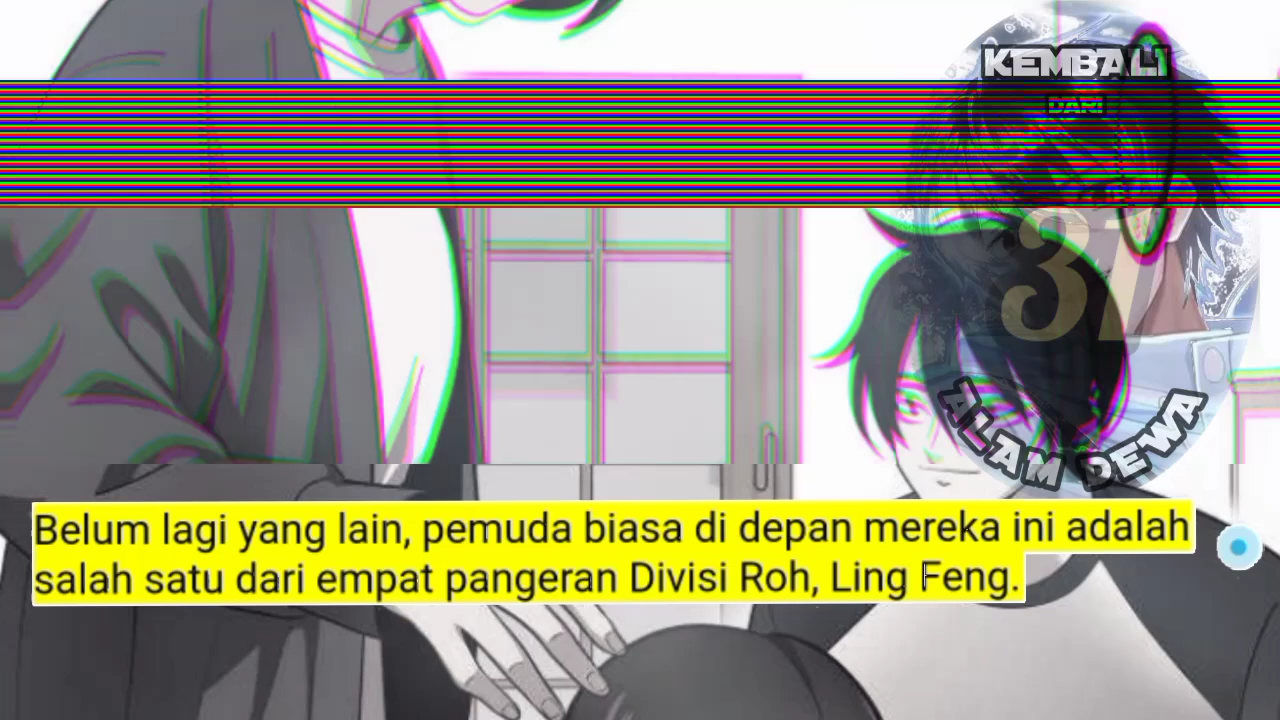 KEMBALI
DARI
37
ALAM DEWA
Belum lagi yang lain, pemuda biasa di depan mereka ini adalah
salah satu dari empat pangeran Divisi Roh, Ling Feng.